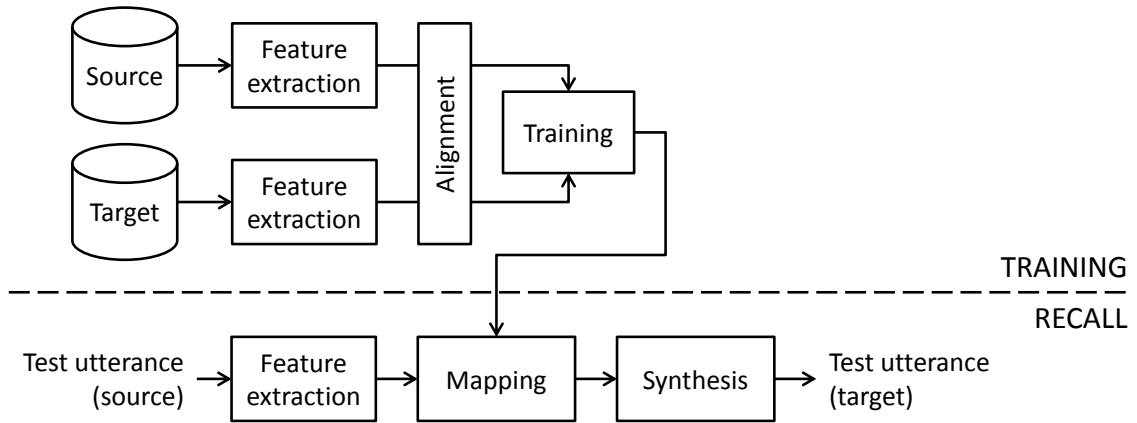 Source
Feature
extraction
Alignment
Training
Target
Feature
extraction
TRAINING
RECALL
Test utterance
(source)
Feature
extraction
Mapping
Synthesis
Test utterance
(target)